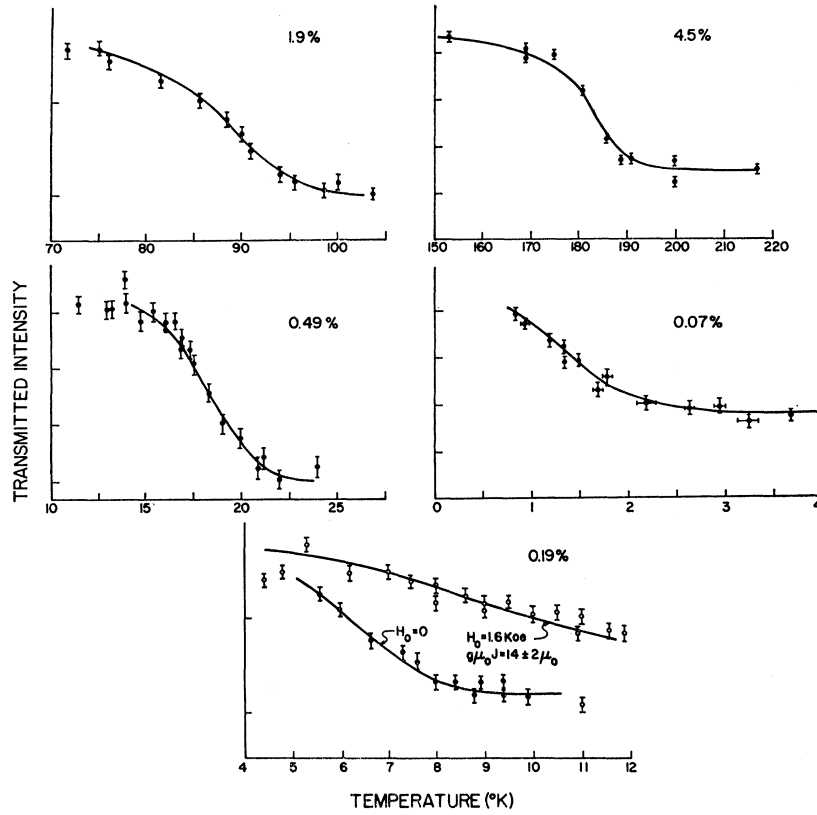 1.9 %
70 80 90 100
4.5 %
150 160 170 180 190 200 210 220
TRANSMITTED INTENSITY
0.49 %
10 15 20 25
0.07 %
0 1 2 3 4
0.19 %
H₀=0
H₀=1.6 Koe
gμ₀J=14 ± 2μ₀
4 5 6 7 8 9 10 11 12
TEMPERATURE (°K)